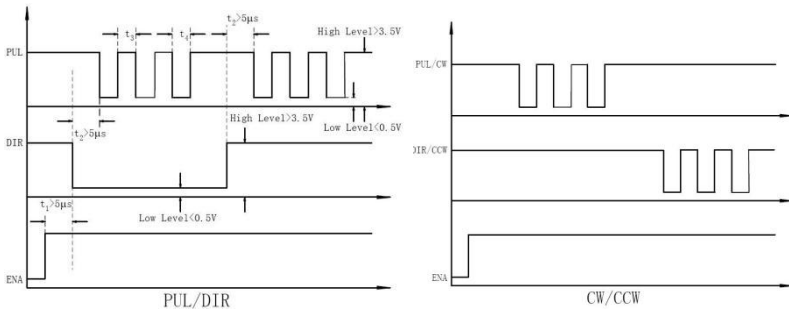 t₂>5μs
t₃
t₄
High Level>3.5V
PUL
t₂>5μs
High Level>3.5V
Low Level<0.5V
DIR
t₁>5μs
Low Level<0.5V
ENA
PUL/DIR
PUL/CW
DIR/CCW
ENA
CW/CCW